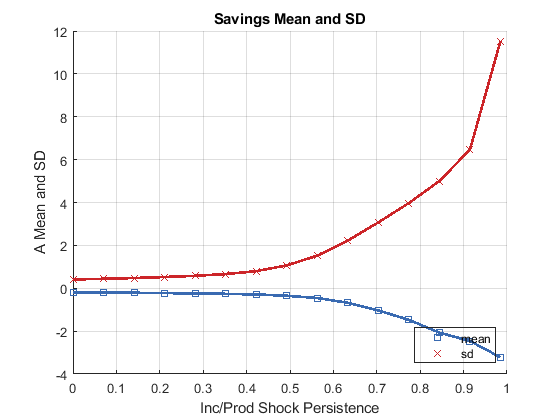 Savings Mean and SD
12
10
8
6
4
2
0
-2
-4
A Mean and SD
mean
sd
0 0.1 0.2 0.3 0.4 0.5 0.6 0.7 0.8 0.9 1
Inc/Prod Shock Persistence